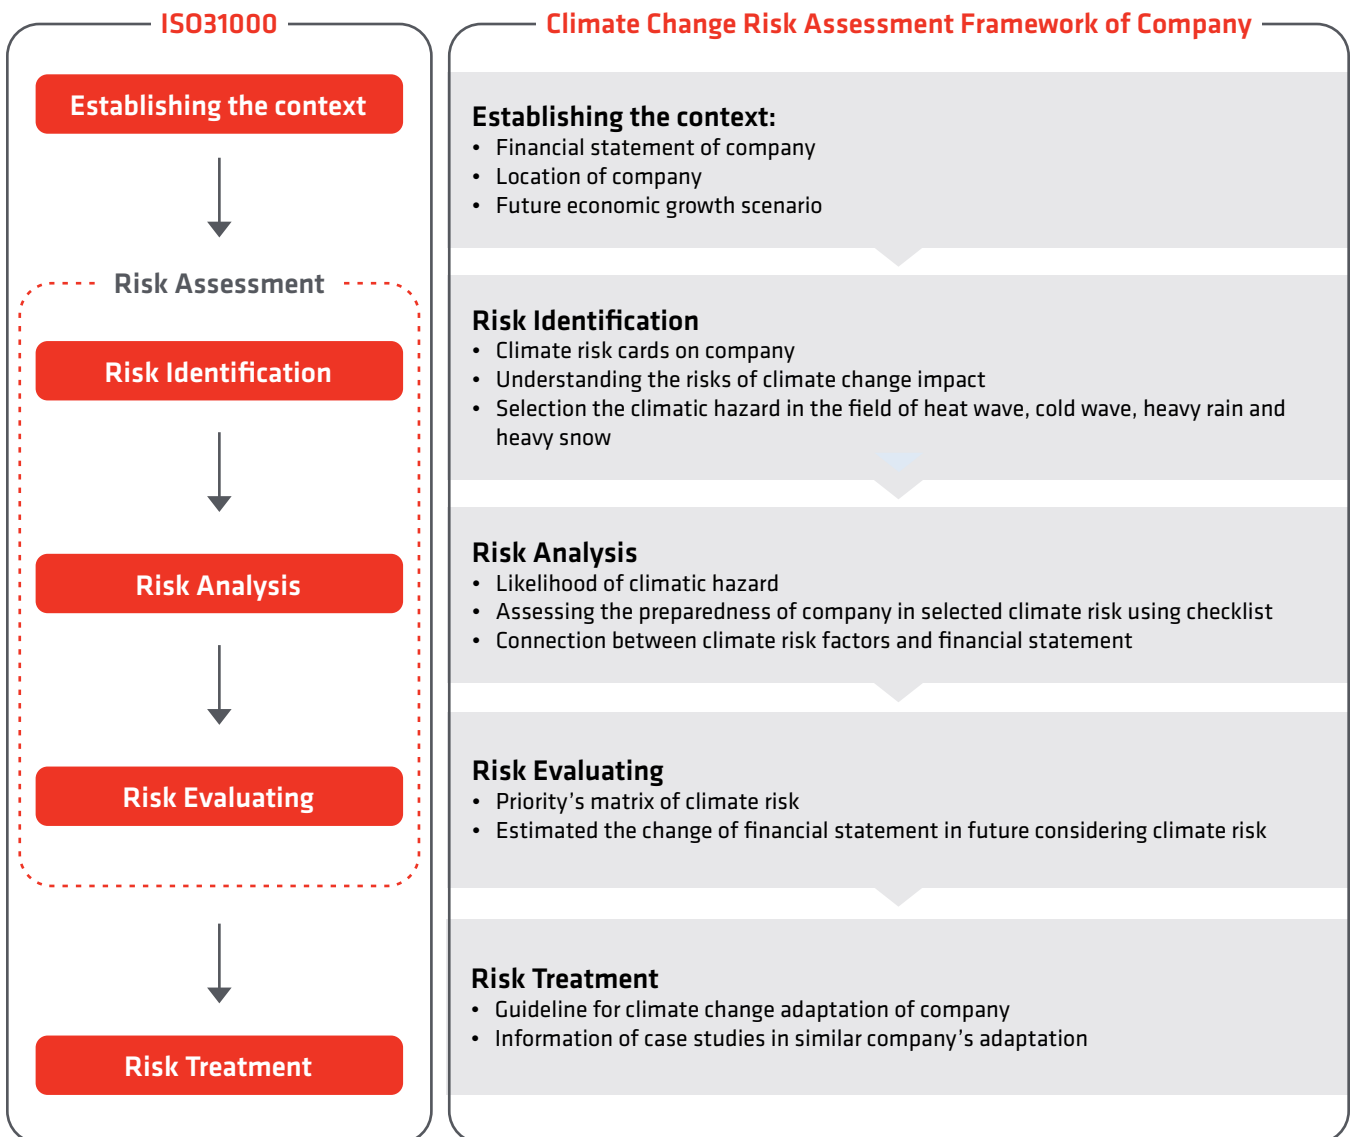 ISO31000
Establishing the context
Risk Assessment
Risk Identification
Risk Analysis
Risk Evaluating
Risk Treatment
Climate Change Risk Assessment Framework of Company
Establishing the context:
• Financial statement of company
• Location of company
• Future economic growth scenario
Risk Identification
• Climate risk cards on company
• Understanding the risks of climate change impact
• Selection the climatic hazard in the field of heat wave, cold wave, heavy rain and
heavy snow
Risk Analysis
• Likelihood of climatic hazard
• Assessing the preparedness of company in selected climate risk using checklist
• Connection between climate risk factors and financial statement
Risk Evaluating
• Priority’s matrix of climate risk
• Estimated the change of financial statement in future considering climate risk
Risk Treatment
• Guideline for climate change adaptation of company
• Information of case studies in similar company’s adaptation